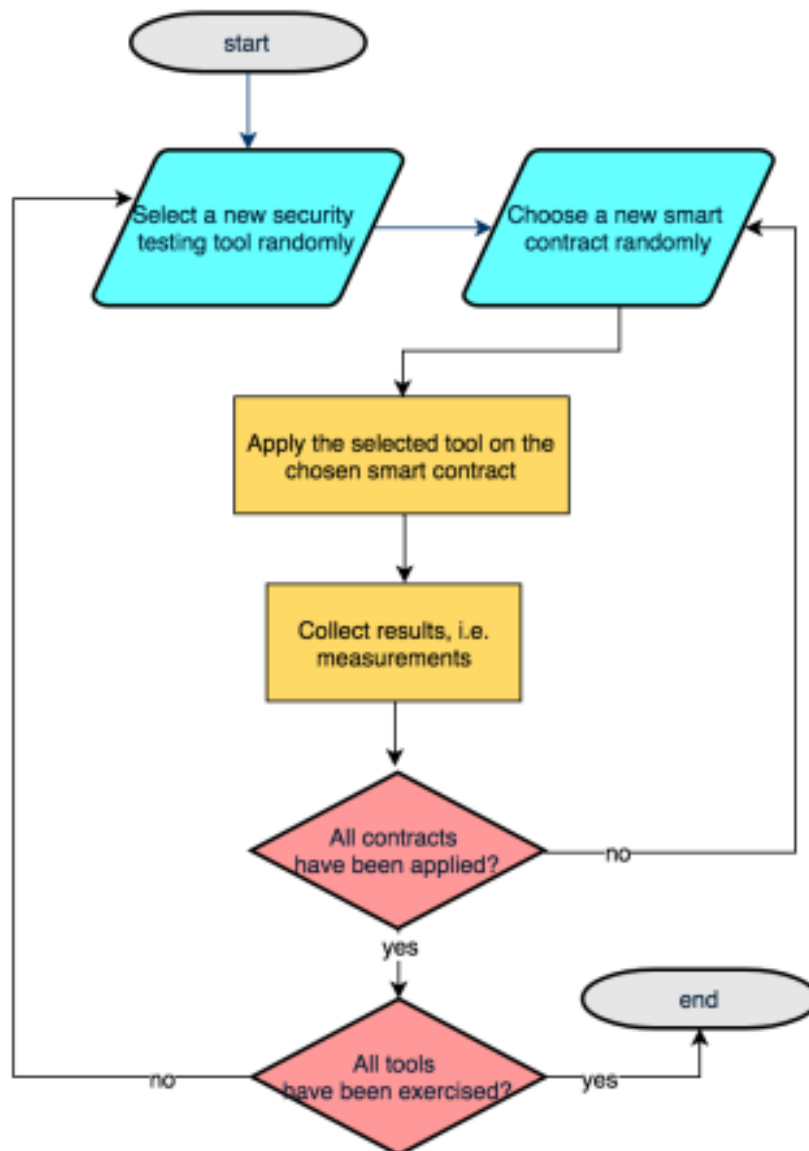 start
Select a new security
testing tool randomly
Choose a new smart
contract randomly
Apply the selected tool on the
chosen smart contract
Collect results, i.e.
measurements
All contracts
have been applied?
no
yes
end
All tools
have been exercised?
no
yes